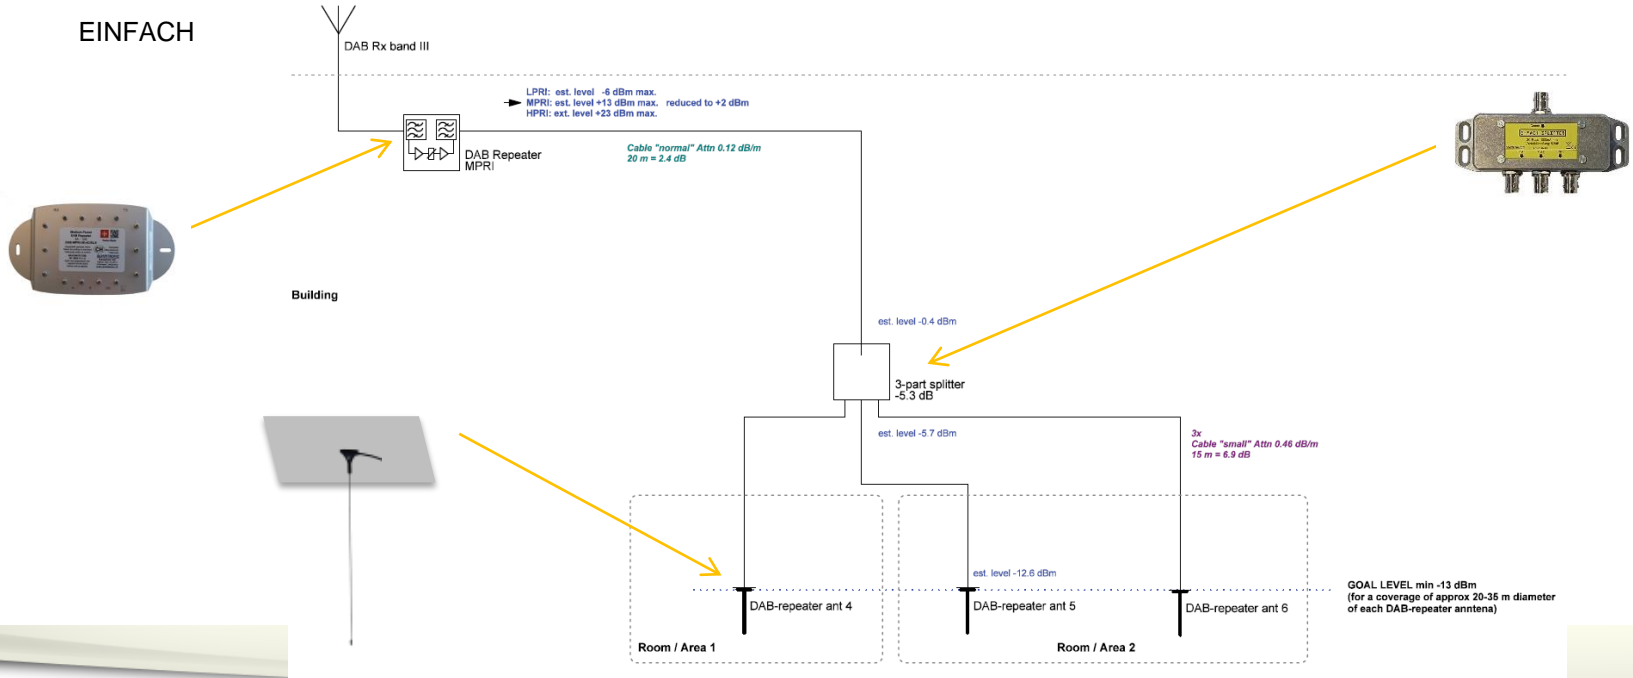 EINFACH
DAB Rx band III
LPRI: est. level -6 dBm max.
MPRI: est. level +13 dBm max. reduced to +2 dBm
HPRI: ext. level +23 dBm max.
Cable "normal" Attn 0.12 dB/m
20 m = 2.4 dB
DAB Repeater
MPRI
Building
est. level -0.4 dBm
3-part splitter
-5.3 dB
est. level -5.7 dBm
3x
Cable "small" Attn 0.46 dB/m
15 m = 6.9 dB
est. level -12.6 dBm
DAB-repeater ant 4
DAB-repeater ant 5
DAB-repeater ant 6
GOAL LEVEL min -13 dBm
(for a coverage of approx 20-35 m diameter
of each DAB-repeater anntena)
Room / Area 1
Room / Area 2